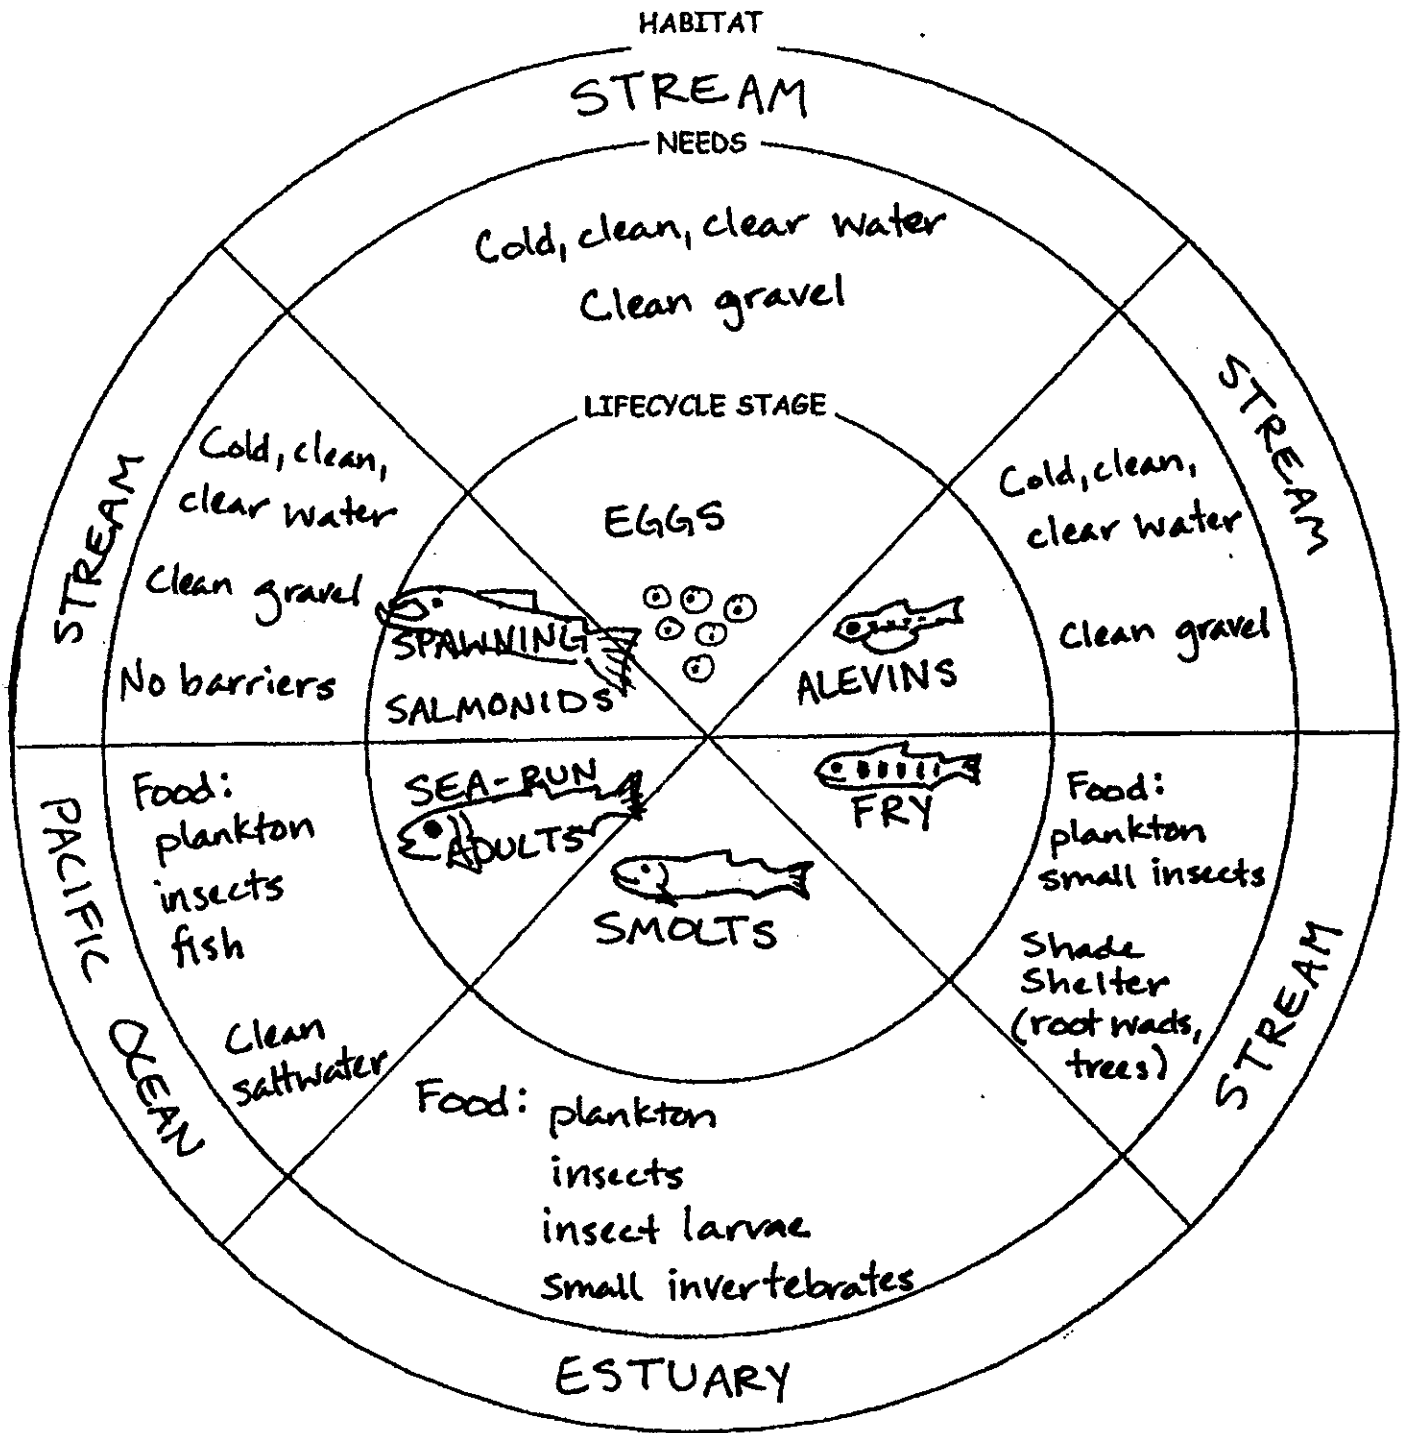 HABITAT
STREAM
NEEDS
Cold, clean, clear water
Clean gravel
LIFECYCLE STAGE
EGGS
STREAM
Cold, clean,
clear water
Clean gravel
ALEVINS
STREAM
Food:
plankton
small insects
Shade
Shelter
(root wads,
trees)
FRY
SMOLTS
Food: plankton
insects
insect larvae
small invertebrates
ESTUARY
SEA-RUN
ADULTS
Food:
plankton
insects
fish
Clean
saltwater
PACIFIC OCEAN
STREAM
Cold, clean,
clear water
Clean gravel
No barriers
SPAWNING
SALMONIDS